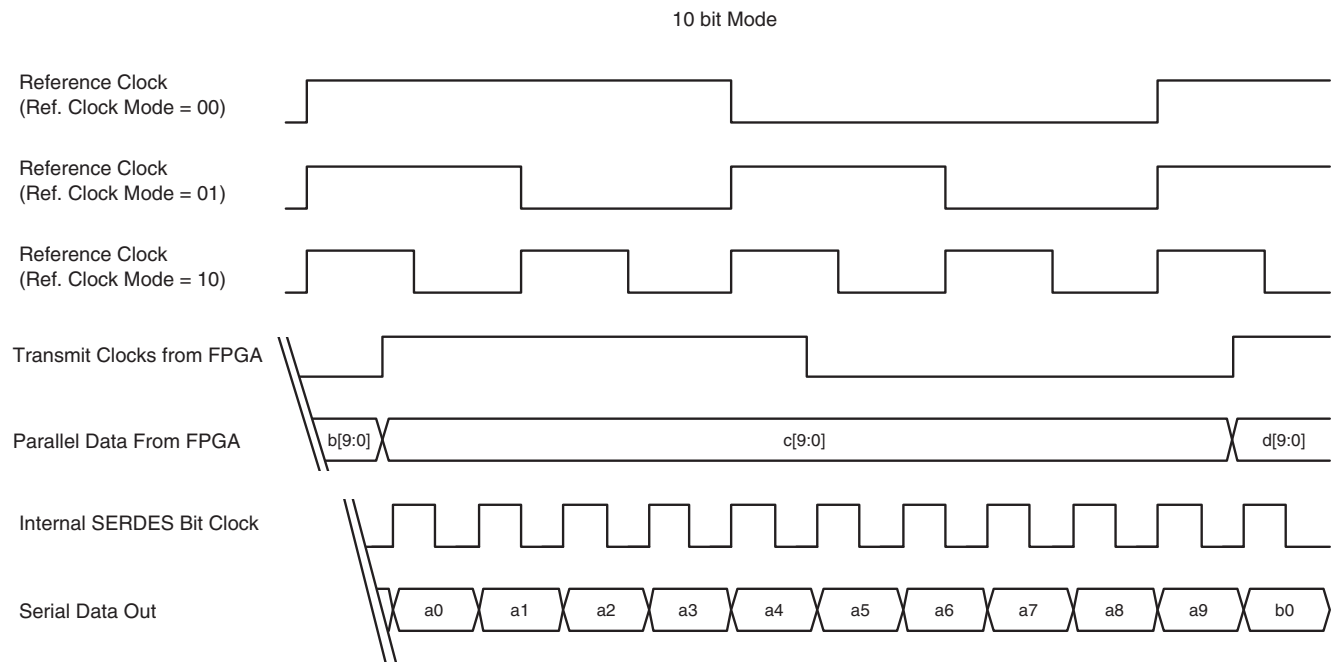 10 bit Mode
Reference Clock
(Ref. Clock Mode = 00)
Reference Clock
(Ref. Clock Mode = 01)
Reference Clock
(Ref. Clock Mode = 10)
Transmit Clocks from FPGA
Parallel Data From FPGA
b[9:0]
c[9:0]
d[9:0]
Internal SERDES Bit Clock
Serial Data Out
a0
a1
a2
a3
a4
a5
a6
a7
a8
a9
b0